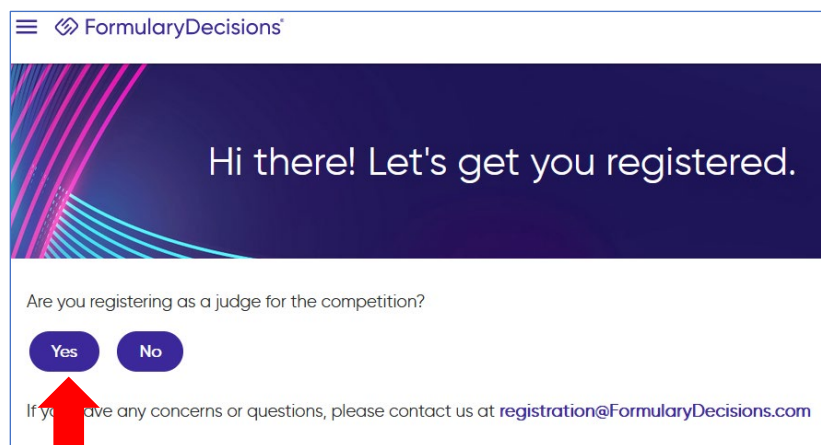 FormularyDecisions®
Hi there! Let's get you registered.
Are you registering as a judge for the competition?
Yes No
If have any concerns or questions, please contact us at registration@FormularyDecisions.com